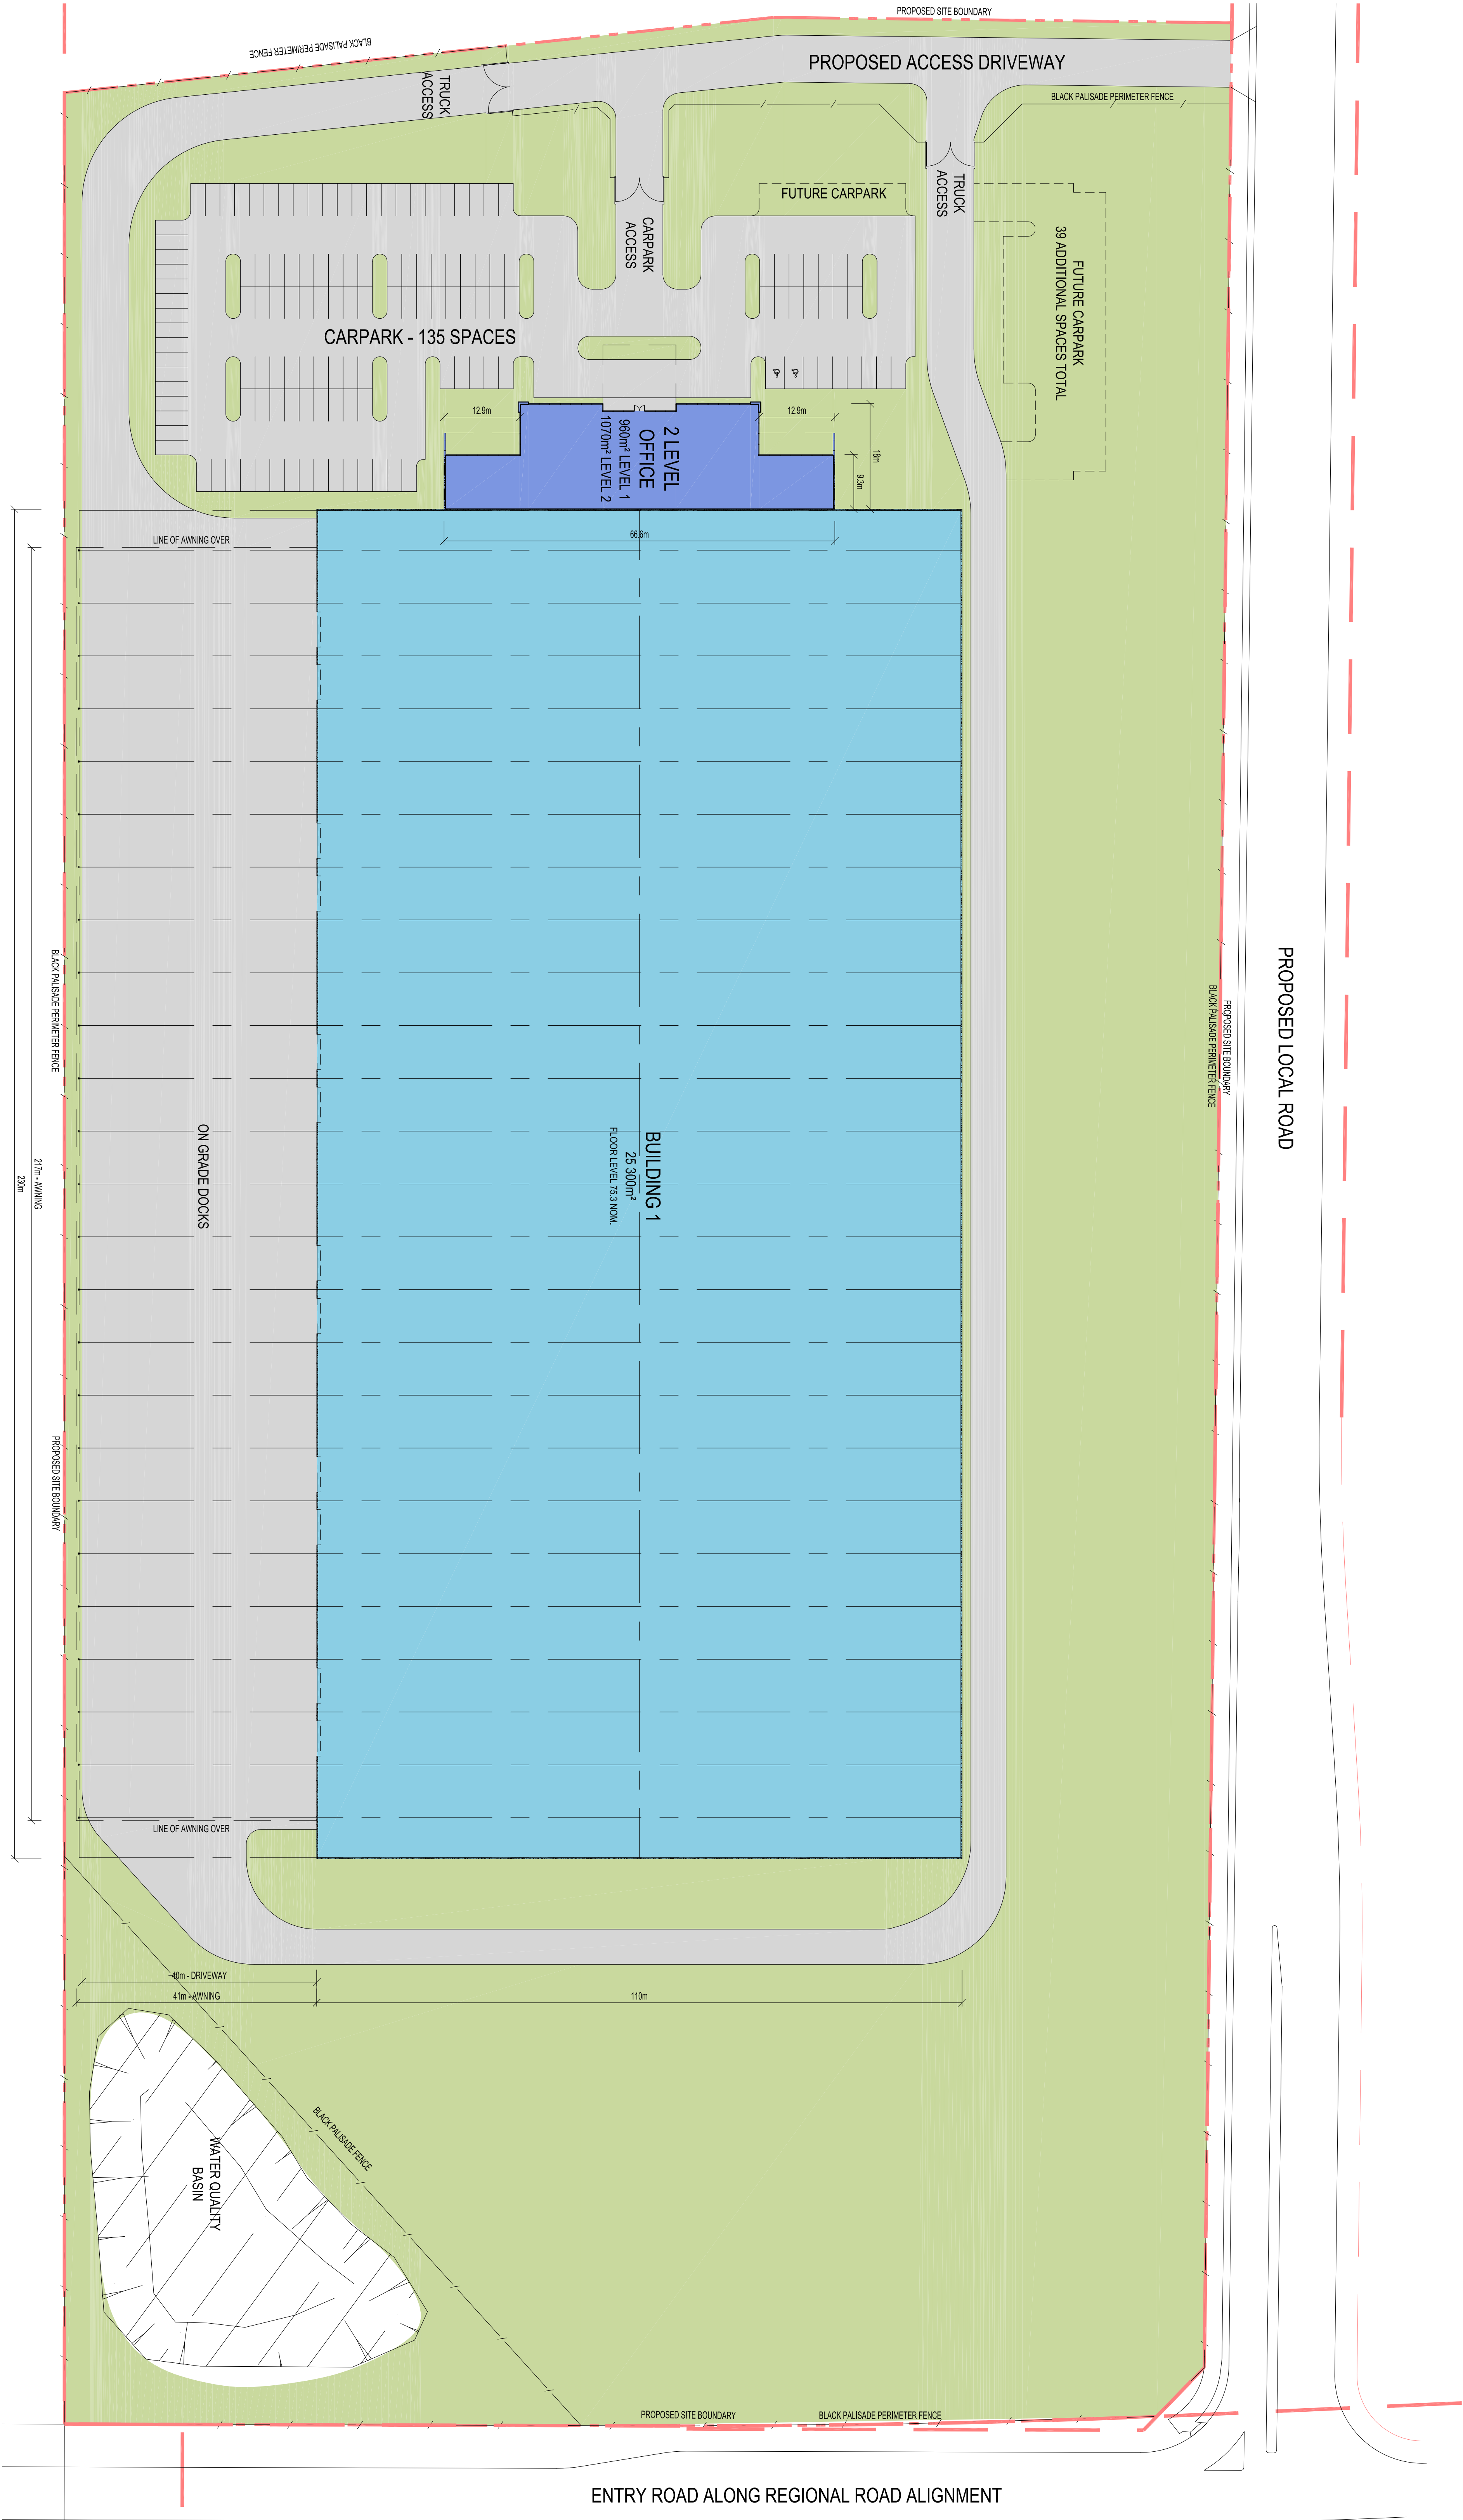 PROPOSED SITE BOUNDARY
BLACK PALISADE PERIMETER FENCE
PROPOSED ACCESS DRIVEWAY
TRUCK
ACCESS
BLACK PALISADE PERIMETER FENCE
TRUCK
ACCESS
FUTURE CARPARK
CARPARK
ACCESS
FUTURE CARPARK
39 ADDITIONAL SPACES TOTAL
CARPARK - 135 SPACES
12.9m
12.9m
2 LEVEL
OFFICE
960m² LEVEL 1
1070m² LEVEL 2
18m
9.3m
66.6m
LINE OF AWNING OVER
BLACK PALISADE PERIMETER FENCE
PROPOSED LOCAL ROAD
PROPOSED SITE BOUNDARY
BLACK PALISADE PERIMETER FENCE
ON GRADE DOCKS
BUILDING 1
25 300m²
FLOOR LEVEL 75.3 NOM.
217m - AWNING
230m
PROPOSED SITE BOUNDARY
LINE OF AWNING OVER
40m - DRIVEWAY
41m - AWNING
110m
BLACK PALISADE FENCE
WATER QUALITY
BASIN
PROPOSED SITE BOUNDARY
BLACK PALISADE PERIMETER FENCE
ENTRY ROAD ALONG REGIONAL ROAD ALIGNMENT